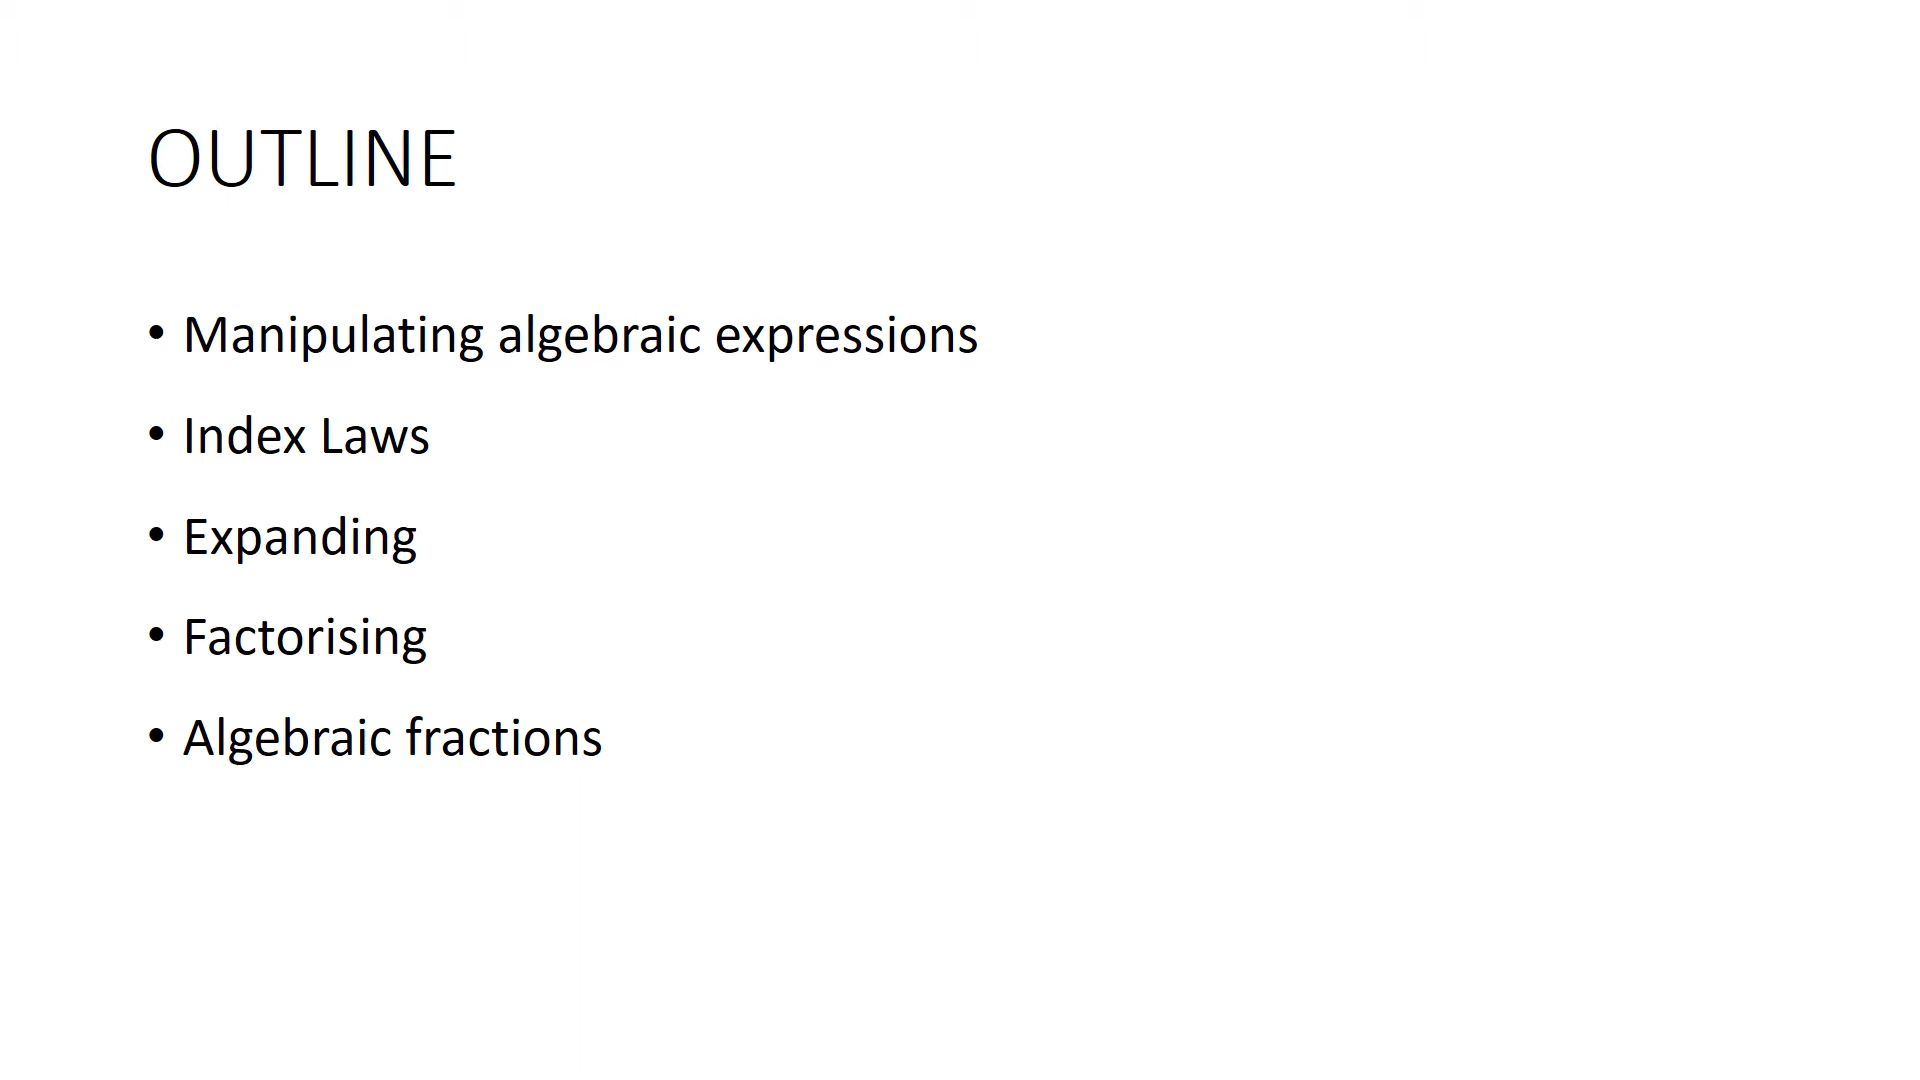 OUTLINE
• Manipulating algebraic expressions
• Index Laws
• Expanding
• Factorising
• Algebraic fractions